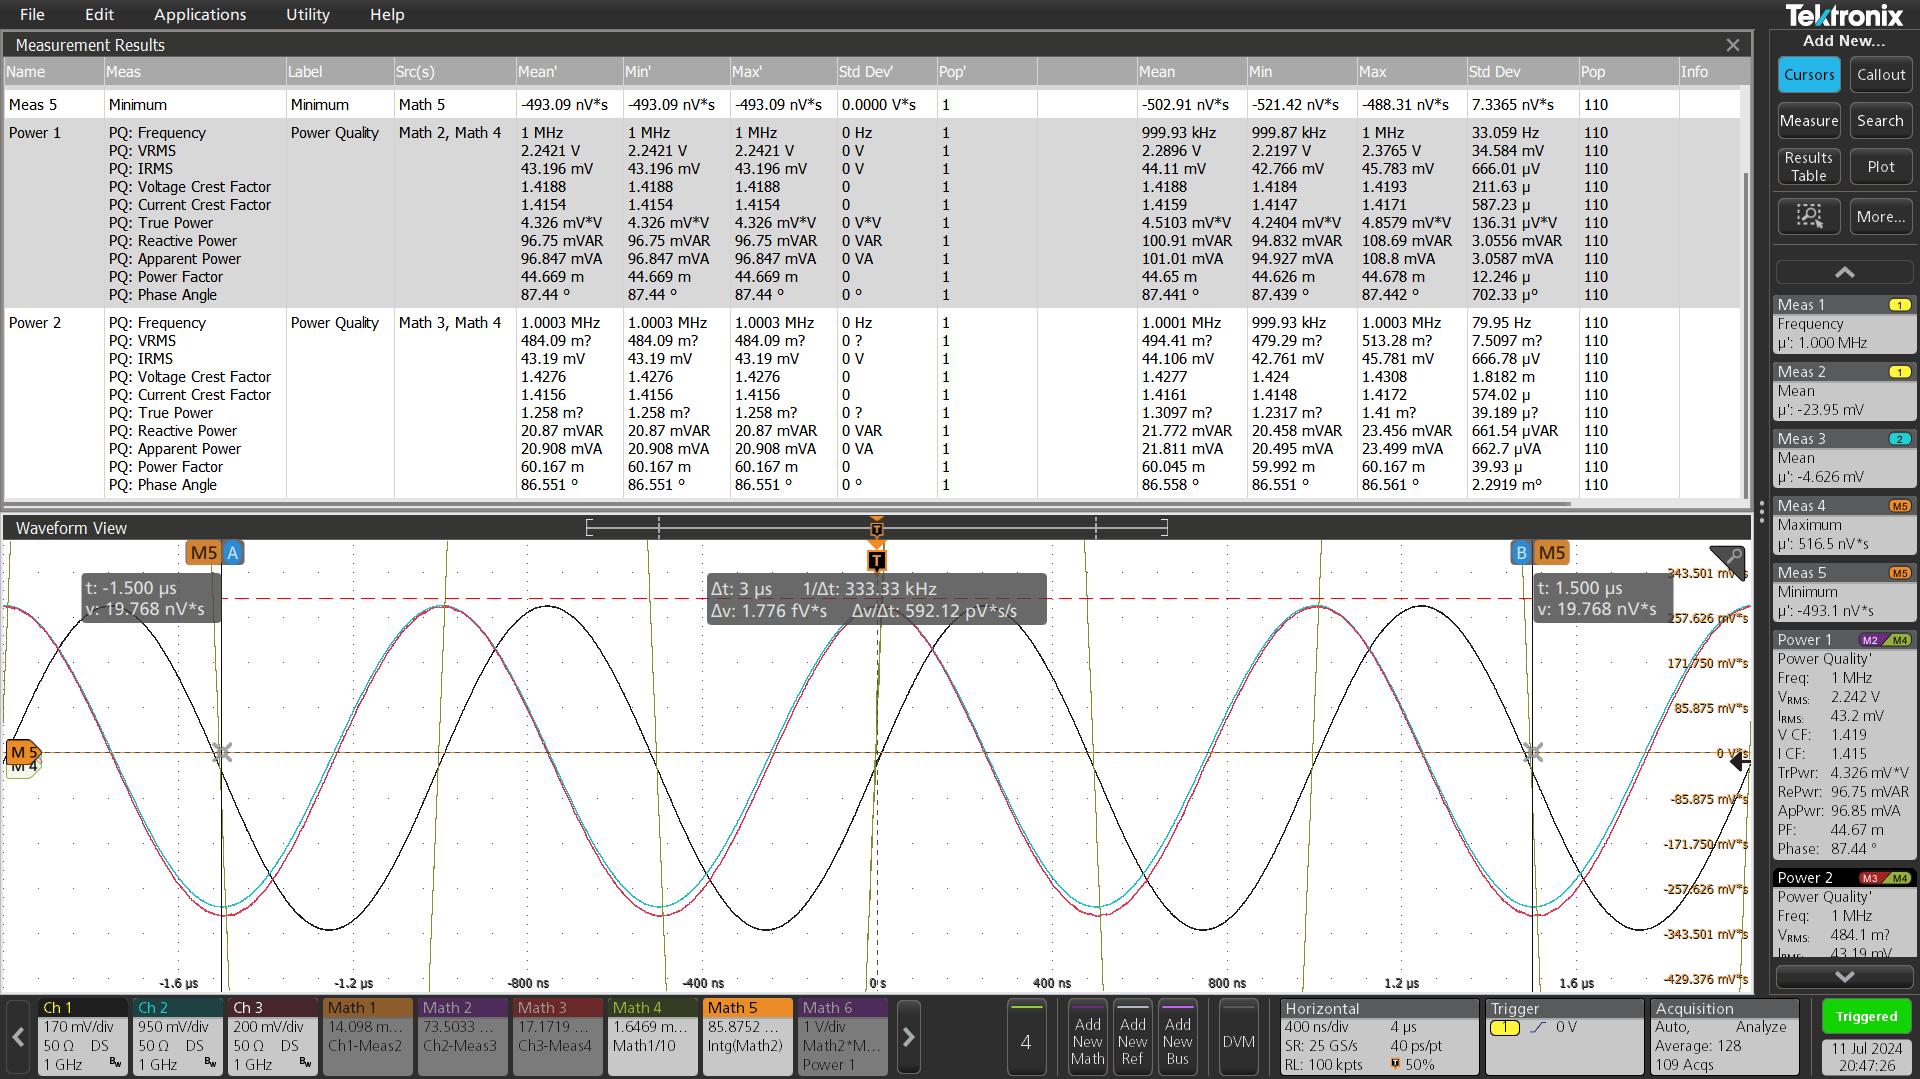 File Edit Applications Utility Help
Tektronix
Measurement Results
Add New...
Name Meas Label Src(s) Mean' Min' Max' Std Dev' Pop' Mean Min Max Std Dev Pop Info
Cursors Callout
Meas 5 Minimum Minimum Math 5 -493.09 nV*s -493.09 nV*s -493.09 nV*s 0.0000 V*s 1 -502.91 nV*s -521.42 nV*s -488.31 nV*s 7.3365 nV*s 110
Power 1 PQ: Frequency Power Quality Math 2, Math 4 1 MHz 1 MHz 1 MHz 0 Hz 1 999.93 kHz 999.87 kHz 1 MHz 33.059 Hz 110
PQ: VRMS 2.2421 V 2.2421 V 2.2421 V 0 V 1 2.2896 V 2.2197 V 2.3765 V 34.584 mV 110
PQ: IRMS 43.196 mV 43.196 mV 43.196 mV 0 V 1 44.11 mV 42.766 mV 45.783 mV 666.01 µV 110
PQ: Voltage Crest Factor 1.4188 1.4188 1.4188 0 1 1.4188 1.4184 1.4193 211.63 µ 110
PQ: Current Crest Factor 1.4154 1.4154 1.4154 0 1 1.4159 1.4147 1.4171 587.23 µ 110
PQ: True Power 4.326 mV*V 4.326 mV*V 4.326 mV*V 0 V*V 1 4.5103 mV*V 4.2404 mV*V 4.8579 mV*V 136.31 µV*V 110
PQ: Reactive Power 96.75 mVAR 96.75 mVAR 96.75 mVAR 0 VAR 1 100.91 mVAR 94.832 mVAR 108.69 mVAR 3.0556 mVAR 110
PQ: Apparent Power 96.847 mVA 96.847 mVA 96.847 mVA 0 VA 1 101.01 mVA 94.927 mVA 108.8 mVA 3.0587 mVA 110
PQ: Power Factor 44.669 m 44.669 m 44.669 m 0 1 44.65 m 44.626 m 44.678 m 12.246 µ 110
PQ: Phase Angle 87.44 º 87.44 º 87.44 º 0 º 1 87.441 º 87.439 º 87.442 º 702.33 µº 110
Power 2 PQ: Frequency Power Quality Math 3, Math 4 1.0003 MHz 1.0003 MHz 1.0003 MHz 0 Hz 1 1.0001 MHz 999.93 kHz 1.0003 MHz 79.95 Hz 110
PQ: VRMS 484.09 m? 484.09 m? 484.09 m? 0 ? 1 494.41 m? 479.29 m? 513.28 m? 7.5097 m? 110
PQ: IRMS 43.19 mV 43.19 mV 43.19 mV 0 V 1 44.106 mV 42.761 mV 45.781 mV 666.78 µV 110
PQ: Voltage Crest Factor 1.4276 1.4276 1.4276 0 1 1.4277 1.424 1.4308 1.8182 m 110
PQ: Current Crest Factor 1.4156 1.4156 1.4156 0 1 1.4161 1.4148 1.4172 574.02 µ 110
PQ: True Power 1.258 m? 1.258 m? 1.258 m? 0 ? 1 1.3097 m? 1.2317 m? 1.41 m? 39.189 µ? 110
PQ: Reactive Power 20.87 mVAR 20.87 mVAR 20.87 mVAR 0 VAR 1 21.772 mVAR 20.458 mVAR 23.456 mVAR 661.54 µVAR 110
PQ: Apparent Power 20.908 mVA 20.908 mVA 20.908 mVA 0 VA 1 21.811 mVA 20.495 mVA 23.499 mVA 662.7 µVA 110
PQ: Power Factor 60.167 m 60.167 m 60.167 m 0 1 60.045 m 59.992 m 60.167 m 39.93 µ 110
PQ: Phase Angle 86.551 º 86.551 º 86.551 º 0 º 1 86.558 º 86.551 º 86.561 º 2.2919 mº 110
Measure Search
Results Table Plot
More...
Meas 1 1
Frequency
µ': 1.000 MHz
Meas 2 1
Mean
µ': -23.95 mV
Meas 3 2
Mean
µ': -4.626 mV
Meas 4 M5
Maximum
µ': 516.5 nV*s
Meas 5 M5
Minimum
µ': -493.1 nV*s
Power 1 M2 M4
Power Quality'
Freq: 1 MHz
VRMS: 2.242 V
IRMS: 43.2 mV
V CF: 1.419
I CF: 1.415
TrPwr: 4.326 mV*V
RePwr: 96.75 mVAR
ApPwr: 96.85 mVA
PF: 44.67 m
Phase: 87.44 º
Power 2 M3 M4
Power Quality'
Freq: 1 MHz
VRMS: 484.1 m?
IRMS: 43.19 mV
Waveform View
T
M5 A
T
B M5
t: -1.500 µs
v: 19.768 nV*s
Δt: 3 µs 1/Δt: 333.33 kHz
Δv: 1.776 fV*s Δv/Δt: 592.12 pV*s/s
t: 1.500 µs
v: 19.768 nV*s
343.501 mV*s
257.626 mV*s
171.750 mV*s
85.875 mV*s
M 5
M 4
0 V*s
-85.875 mV*s
-171.750 mV*s
-257.626 mV*s
-343.501 mV*s
-429.376 mV*s
-1.6 µs -1.2 µs -800 ns -400 ns 0 s 400 ns 800 ns 1.2 µs 1.6 µs
Ch 1
170 mV/div
50 Ω DS
1 GHz Bw
Ch 2
950 mV/div
50 Ω DS
1 GHz Bw
Ch 3
200 mV/div
50 Ω DS
1 GHz Bw
Math 1
14.098 m...
Ch1-Meas2
Math 2
73.5033 ...
Ch2-Meas3
Math 3
17.1719 ...
Ch3-Meas4
Math 4
1.6469 m...
Math1/10
Math 5
85.8752 ...
Intg(Math2)
Math 6
1 V/div
Math2*M...
Power 1
4
Add New Math
Add New Ref
Add New Bus
DVM
Horizontal
400 ns/div 4 µs
SR: 25 GS/s 40 ps/pt
RL: 100 kpts T 50%
Trigger
1 0 V
Acquisition
Auto, Analyze
Average: 128
109 Acqs
Triggered
11 Jul 2024
20:47:26